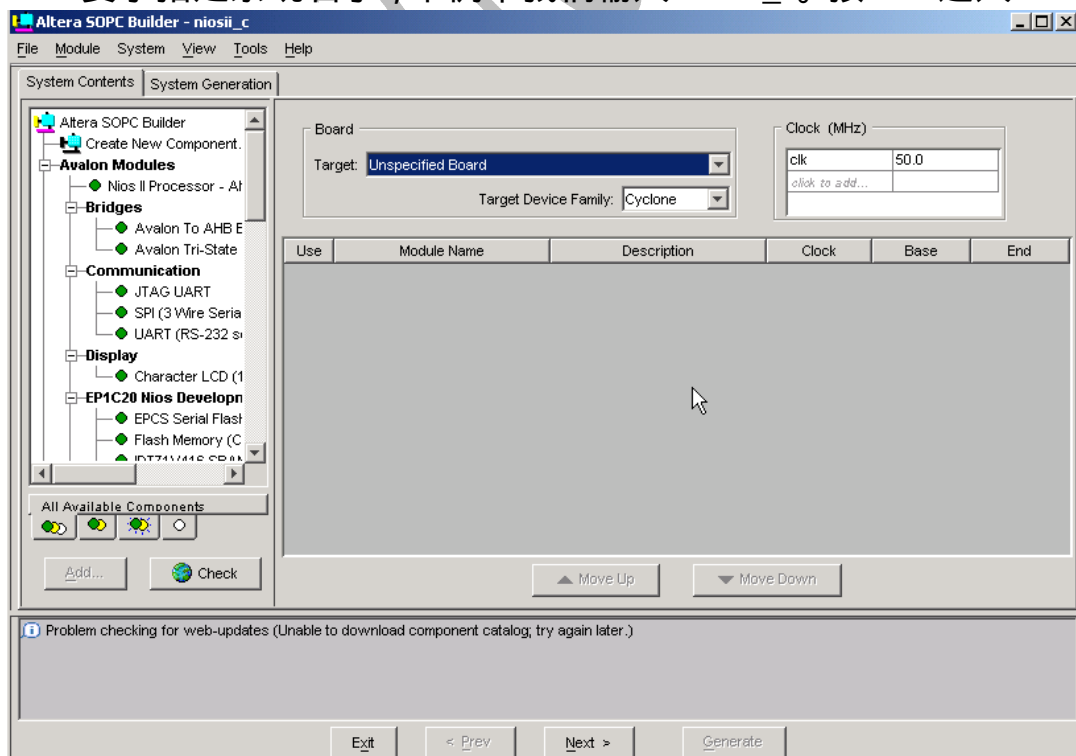 Altera SOPC Builder - niosii_c
File Module System View Tools Help
System Contents
System Generation
Altera SOPC Builder
Create New Component.
Avalon Modules
Nios II Processor - Al
Bridges
Avalon To AHB B
Avalon Tri-State
Communication
JTAG UART
SPI (3 Wire Seria
UART (RS-232 s
Display
Character LCD (1
EP1C20 Nios Developn
EPCS Serial Flash
Flash Memory (C
All Available Components
Add...
Check
Board
Target: Unspecified Board
Target Device Family: Cyclone
Clock (MHz)
clk 50.0
click to add...
Use Module Name Description Clock Base End
Move Up
Move Down
Problem checking for web-updates (Unable to download component catalog; try again later.)
Exit
< Prev
Next >
Generate